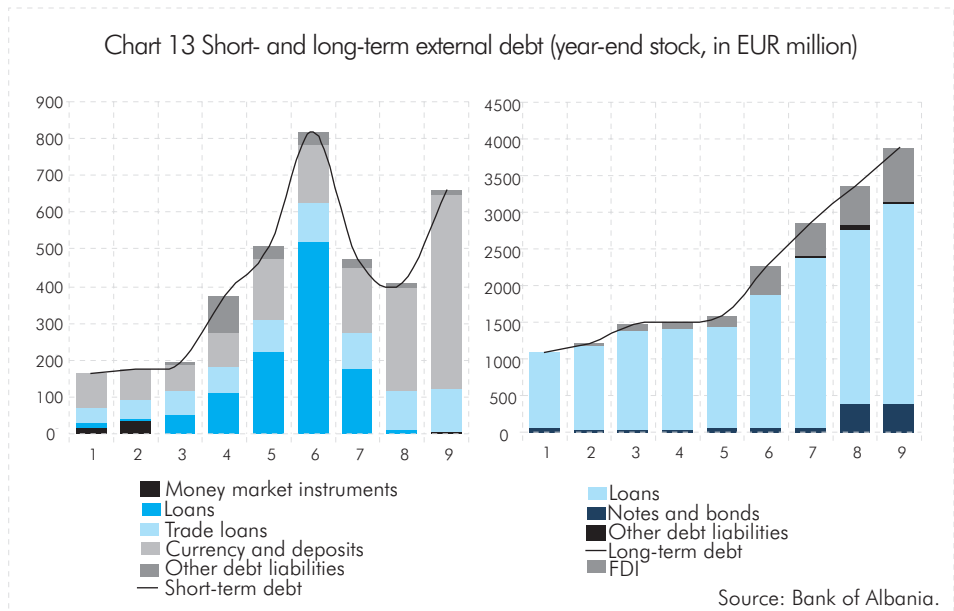 Chart 13 Short- and long-term external debt (year-end stock, in EUR million)
900
800
700
600
500
400
300
200
100
0
1 2 3 4 5 6 7 8 9
Money market instruments
Loans
Trade loans
Currency and deposits
Other debt liabilities
Short-term debt
4500
4000
3500
3000
2500
2000
1500
1000
500
0
1 2 3 4 5 6 7 8 9
Loans
Notes and bonds
Other debt liabilities
Long-term debt
FDI
Source: Bank of Albania.